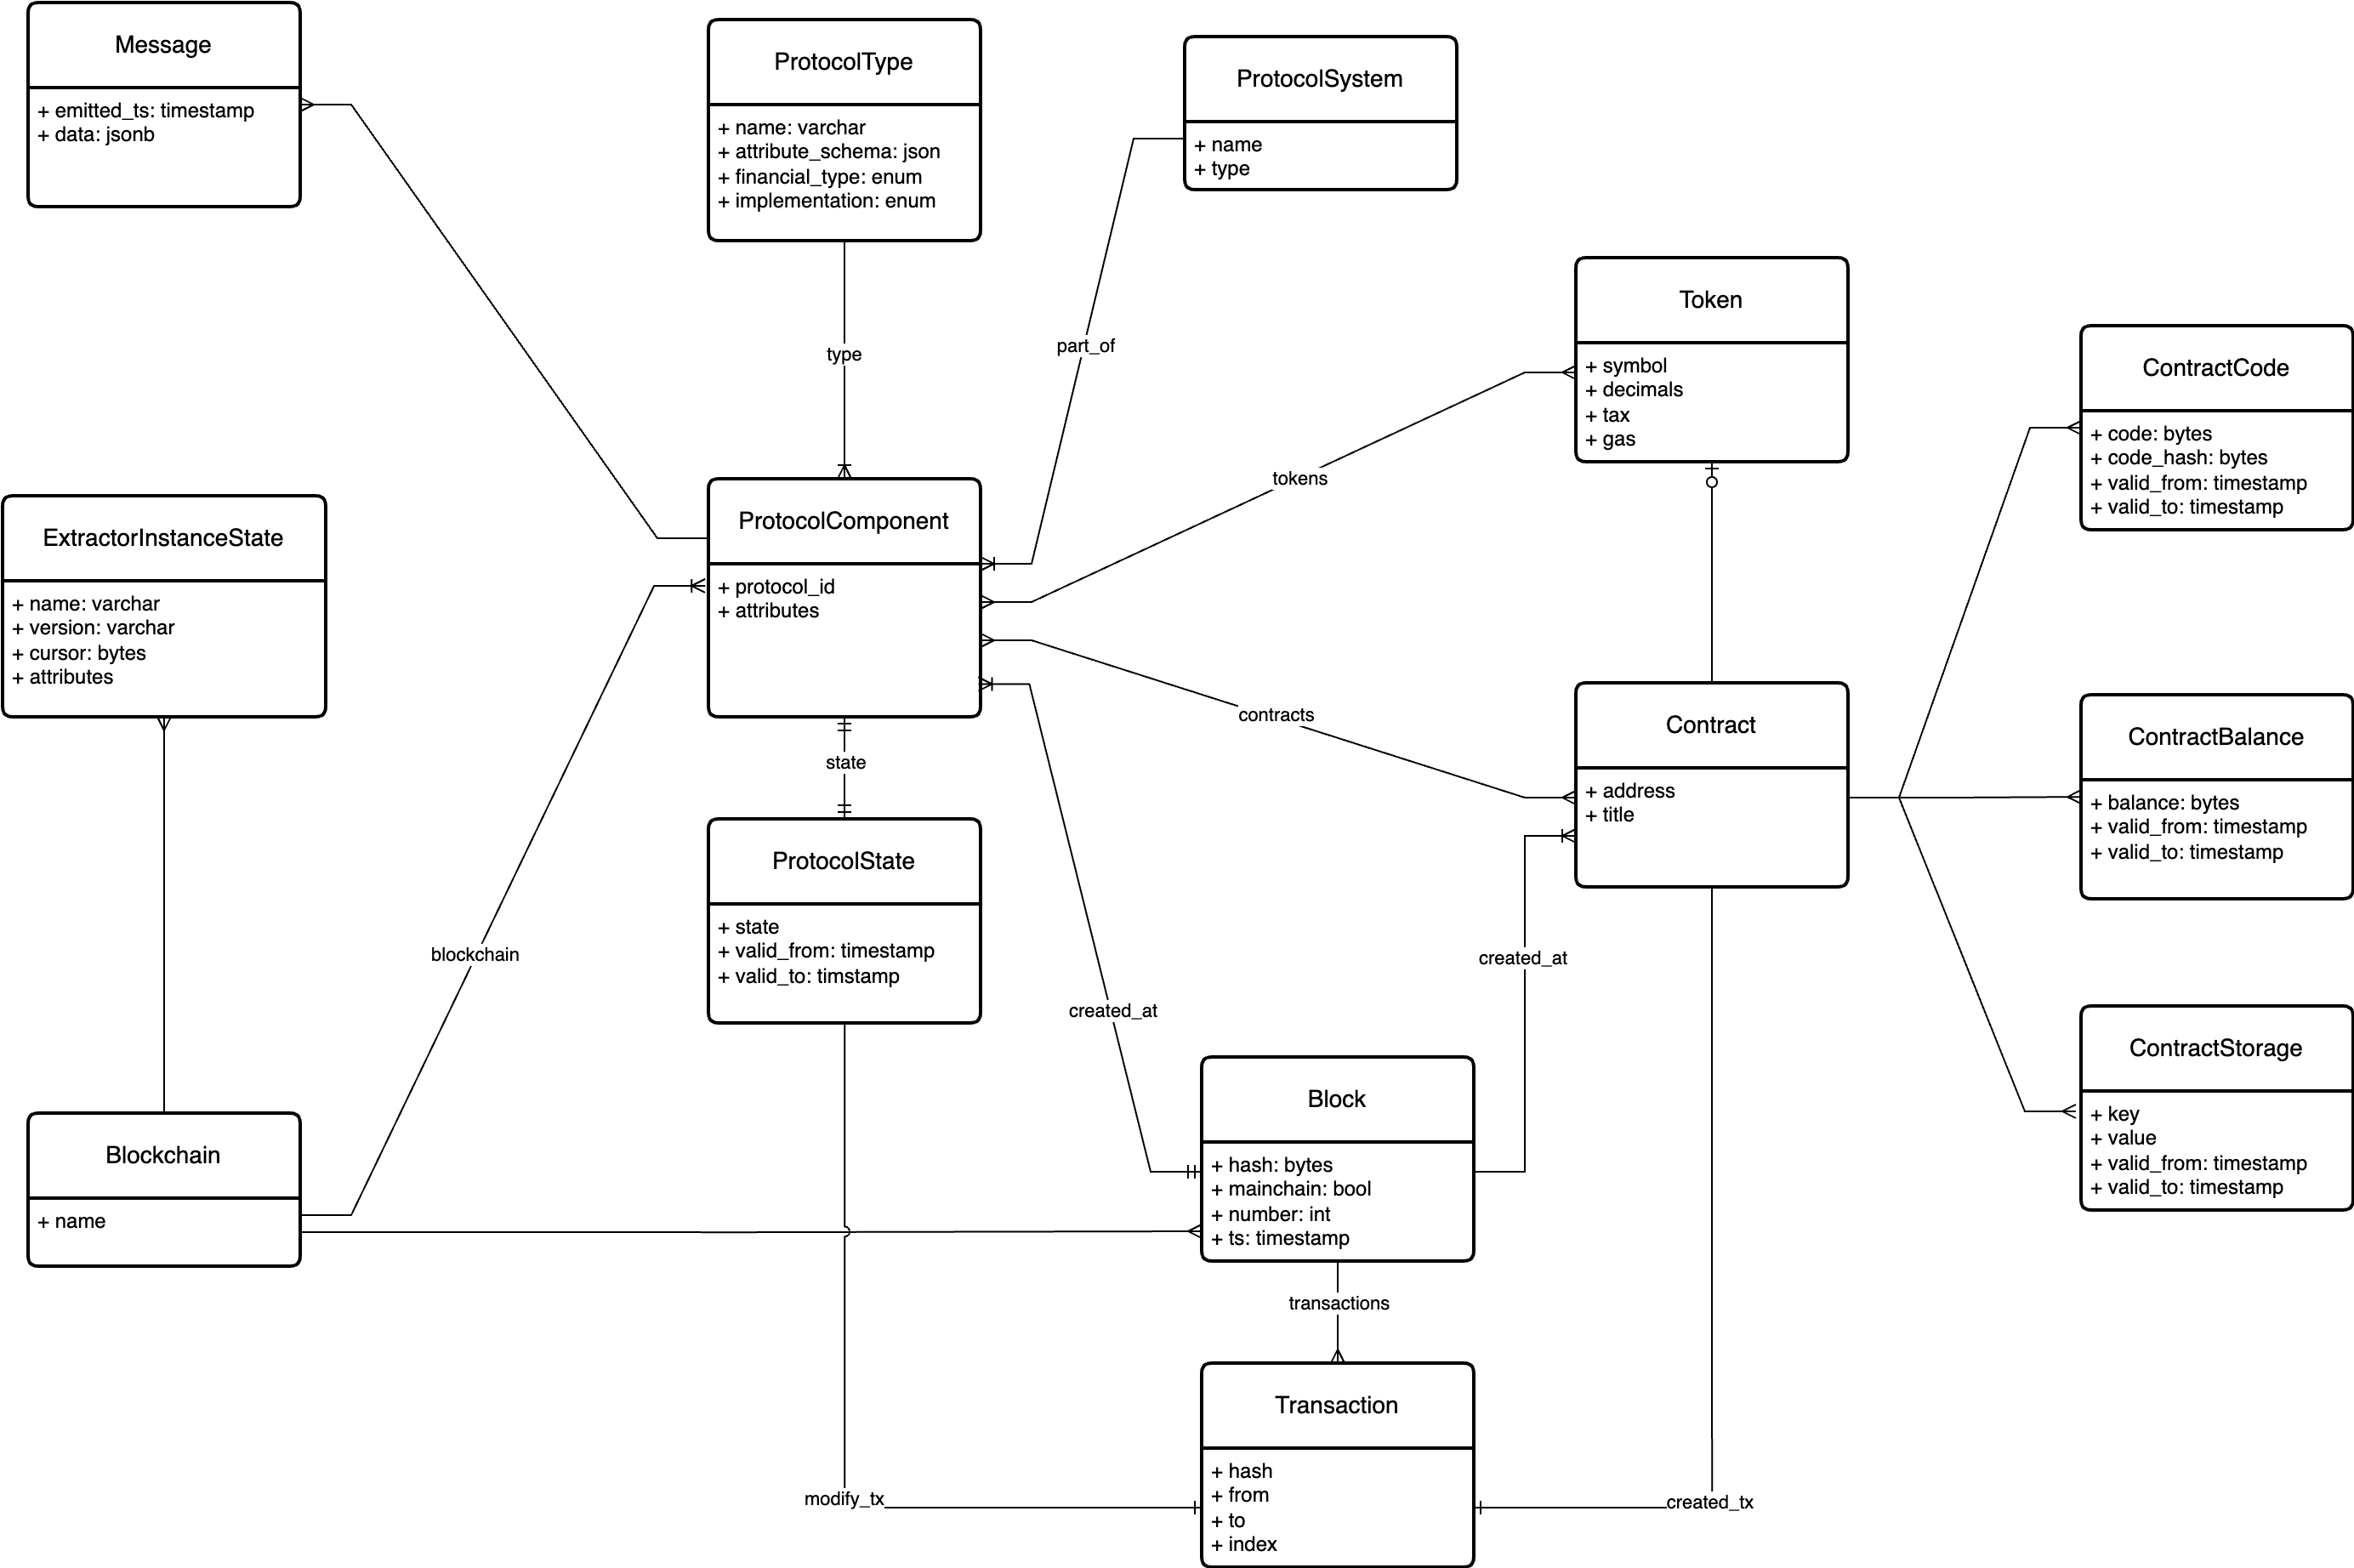 Message
+ emitted_ts: timestamp
+ data: jsonb
ProtocolType
+ name: varchar
+ attribute_schema: json
+ financial_type: enum
+ implementation: enum
ProtocolSystem
+ name
+ type
type
part_of
Token
+ symbol
+ decimals
+ tax
+ gas
tokens
ContractCode
+ code: bytes
+ code_hash: bytes
+ valid_from: timestamp
+ valid_to: timestamp
ExtractorInstanceState
+ name: varchar
+ version: varchar
+ cursor: bytes
+ attributes
ProtocolComponent
+ protocol_id
+ attributes
contracts
Contract
+ address
+ title
ContractBalance
+ balance: bytes
+ valid_from: timestamp
+ valid_to: timestamp
state
ProtocolState
+ state
+ valid_from: timestamp
+ valid_to: timstamp
blockchain
created_at
created_at
ContractStorage
+ key
+ value
+ valid_from: timestamp
+ valid_to: timestamp
Blockchain
+ name
Block
+ hash: bytes
+ mainchain: bool
+ number: int
+ ts: timestamp
transactions
Transaction
+ hash
+ from
+ to
+ index
modify_tx
created_tx